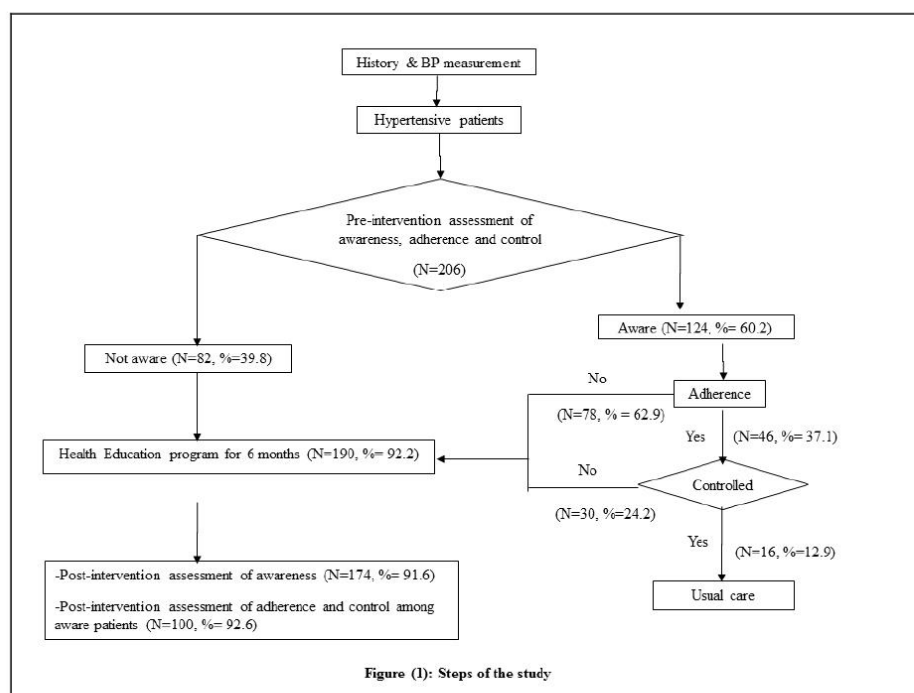 History & BP measurement
Hypertensive patients
Pre-intervention assessment of
awareness, adherence and control
(N=206)
Aware (N=124, %= 60.2)
Not aware (N=82, %=39.8)
No
Adherence
(N=78, % = 62.9)
Yes
(N=46, %= 37.1)
Health Education program for 6 months (N=190, %= 92.2)
No
Controlled
(N=30, %=24.2)
Yes
(N=16, %=12.9)
-Post-intervention assessment of awareness (N=174, %= 91.6)
-Post-intervention assessment of adherence and control among
aware patients (N=100, %= 92.6)
Usual care
Figure (1): Steps of the study